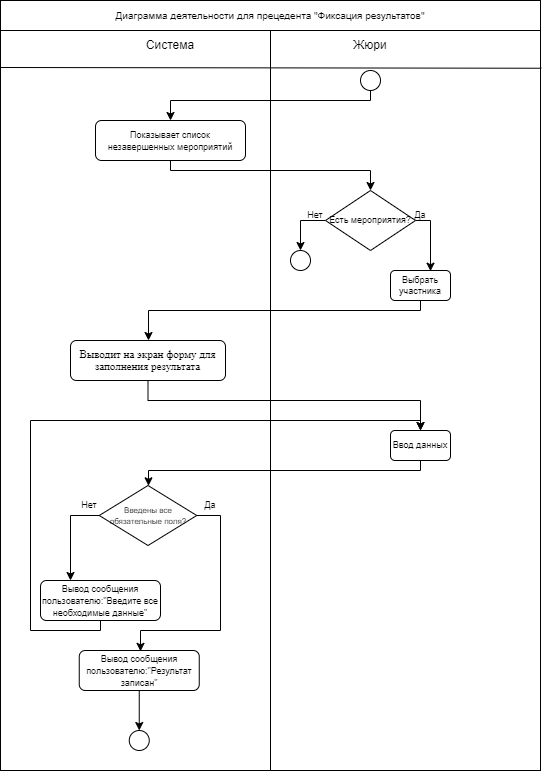 Диаграмма деятельности для прецедента "Фиксация результатов"
Система
Жюри
Показывает список
незавершенных мероприятий
Нет
Есть мероприятия?
Да
Выбрать
участника
Выводит на экран форму для
заполнения результата
Ввод данных
Нет
Введены все
обязательные поля?
Да
Вывод сообщения
пользователю:"Введите все
необходимые данные"
Вывод сообщения
пользователю:"Результат
записан"